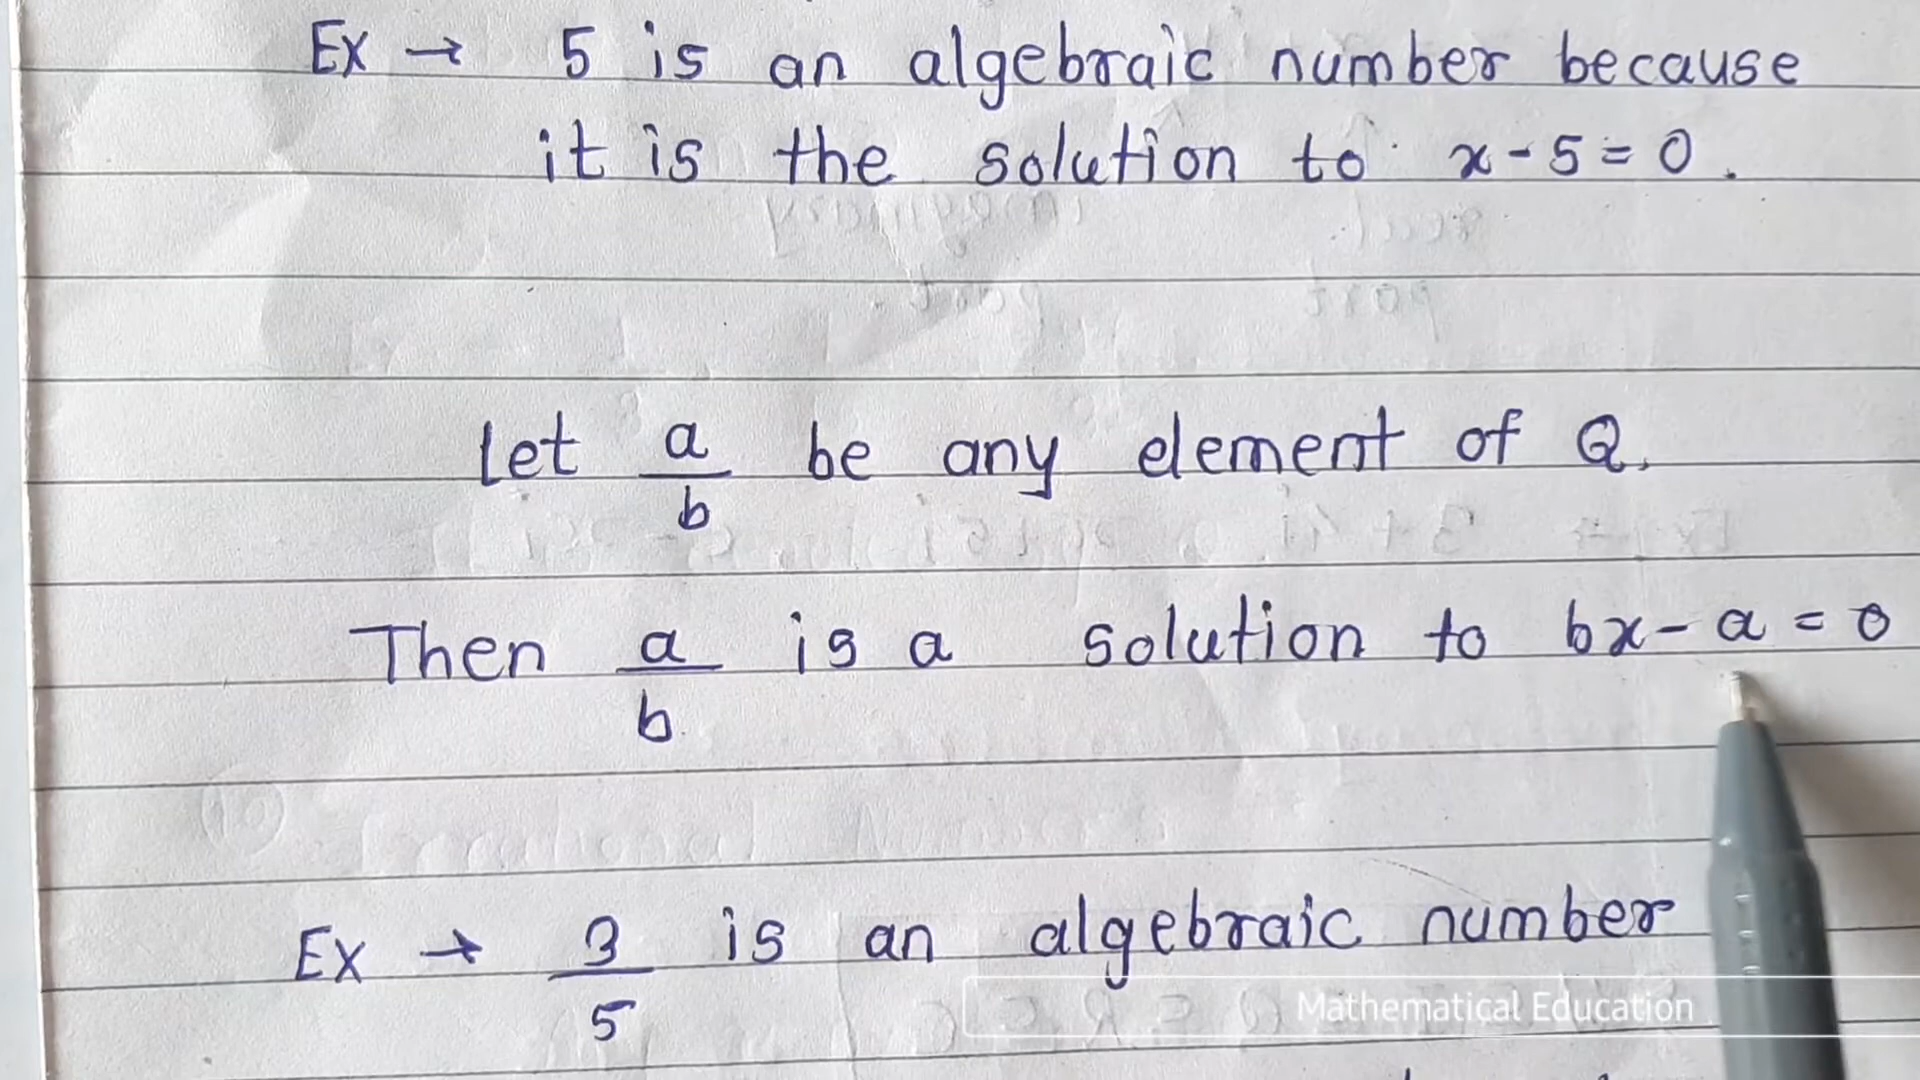 Ex → 5 is an algebraic number because
it is the solution to x - 5 = 0.
Let a/b be any element of Q.
Then a/b is a solution to bx - a = 0
Ex → 3/5 is an algebraic number
Mathematical Education